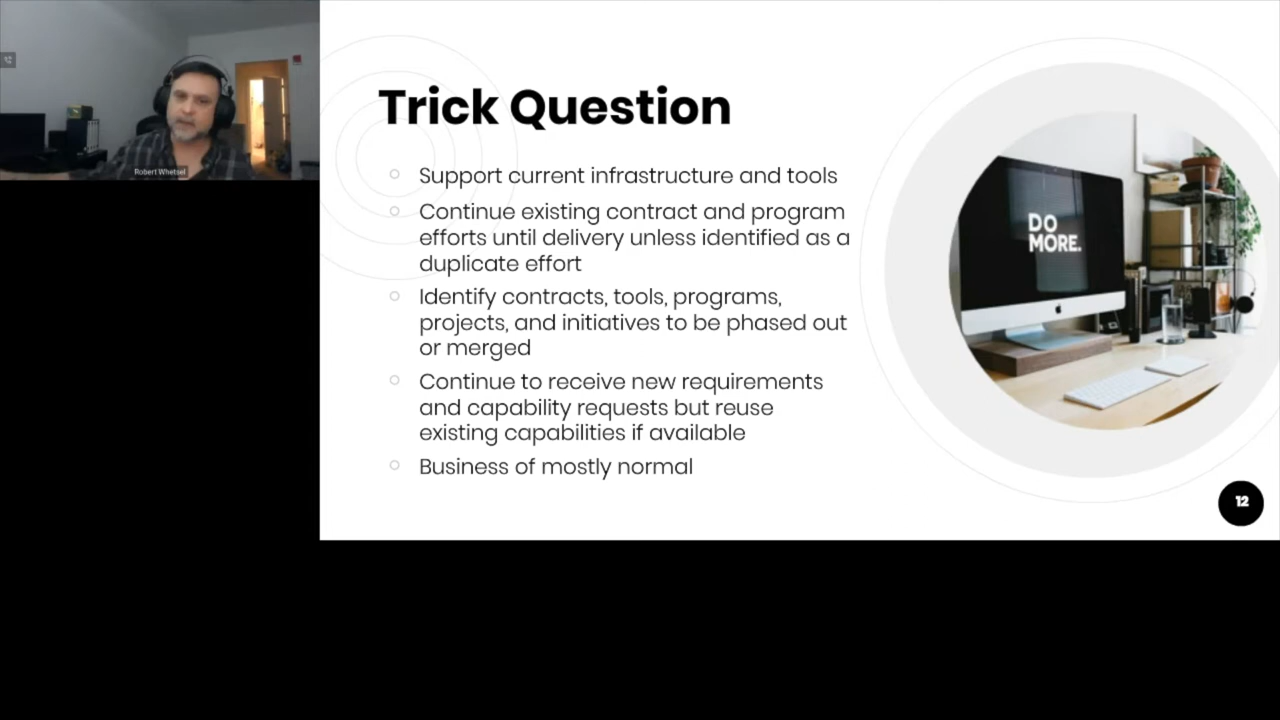 Robert Whetsel
Trick Question
Support current infrastructure and tools
Continue existing contract and program
efforts until delivery unless identified as a
duplicate effort
Identify contracts, tools, programs,
projects, and initiatives to be phased out
or merged
Continue to receive new requirements
and capability requests but reuse
existing capabilities if available
Business of mostly normal
DO
MORE.
12